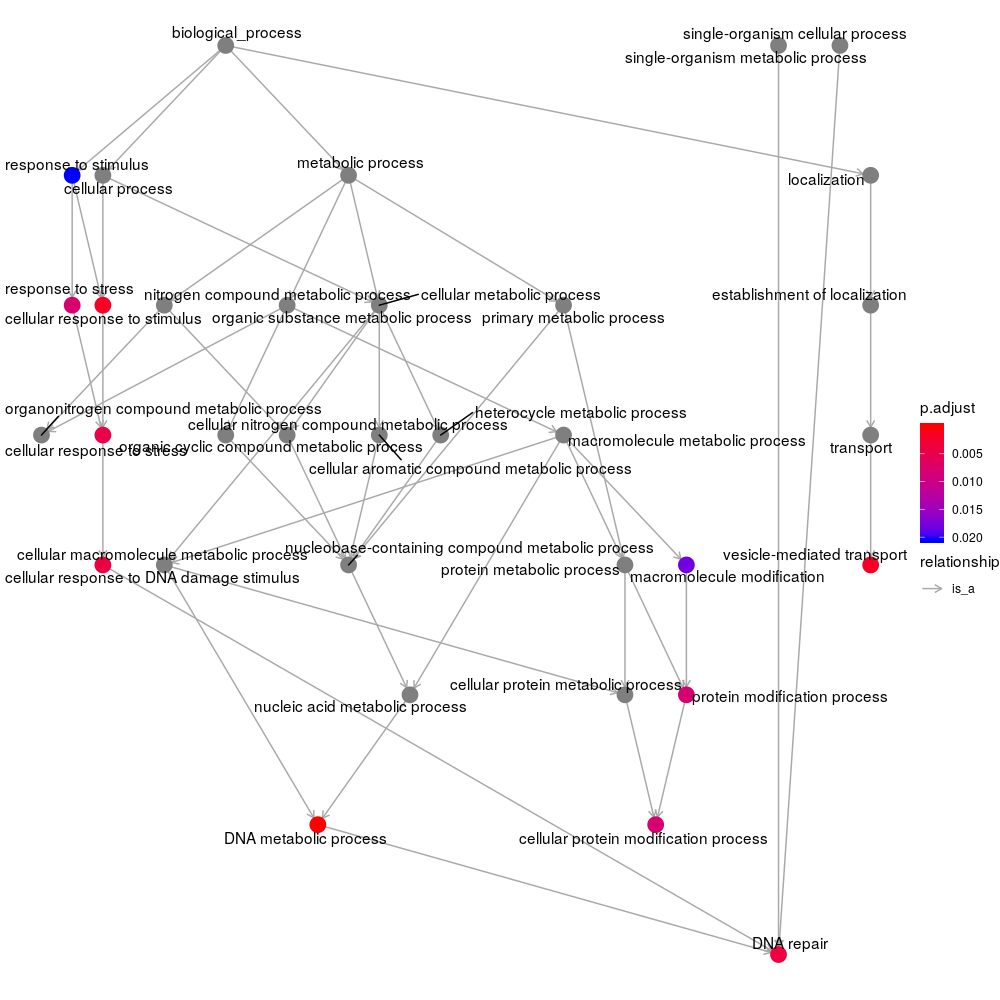 biological_process
single-organism cellular process
single-organism metabolic process
response to stimulus
cellular process
metabolic process
localization
response to stress
cellular response to stimulus
nitrogen compound metabolic process
organic substance metabolic process
cellular metabolic process
primary metabolic process
establishment of localization
organonitrogen compound metabolic process
cellular response to stress
cellular nitrogen compound metabolic process
organic cyclic compound metabolic process
heterocycle metabolic process
cellular aromatic compound metabolic process
macromolecule metabolic process
transport
cellular macromolecule metabolic process
cellular response to DNA damage stimulus
nucleobase-containing compound metabolic process
protein metabolic process
macromolecule modification
vesicle-mediated transport
nucleic acid metabolic process
cellular protein metabolic process
protein modification process
DNA metabolic process
cellular protein modification process
DNA repair
p.adjust
0.005
0.010
0.015
0.020
relationship
is_a